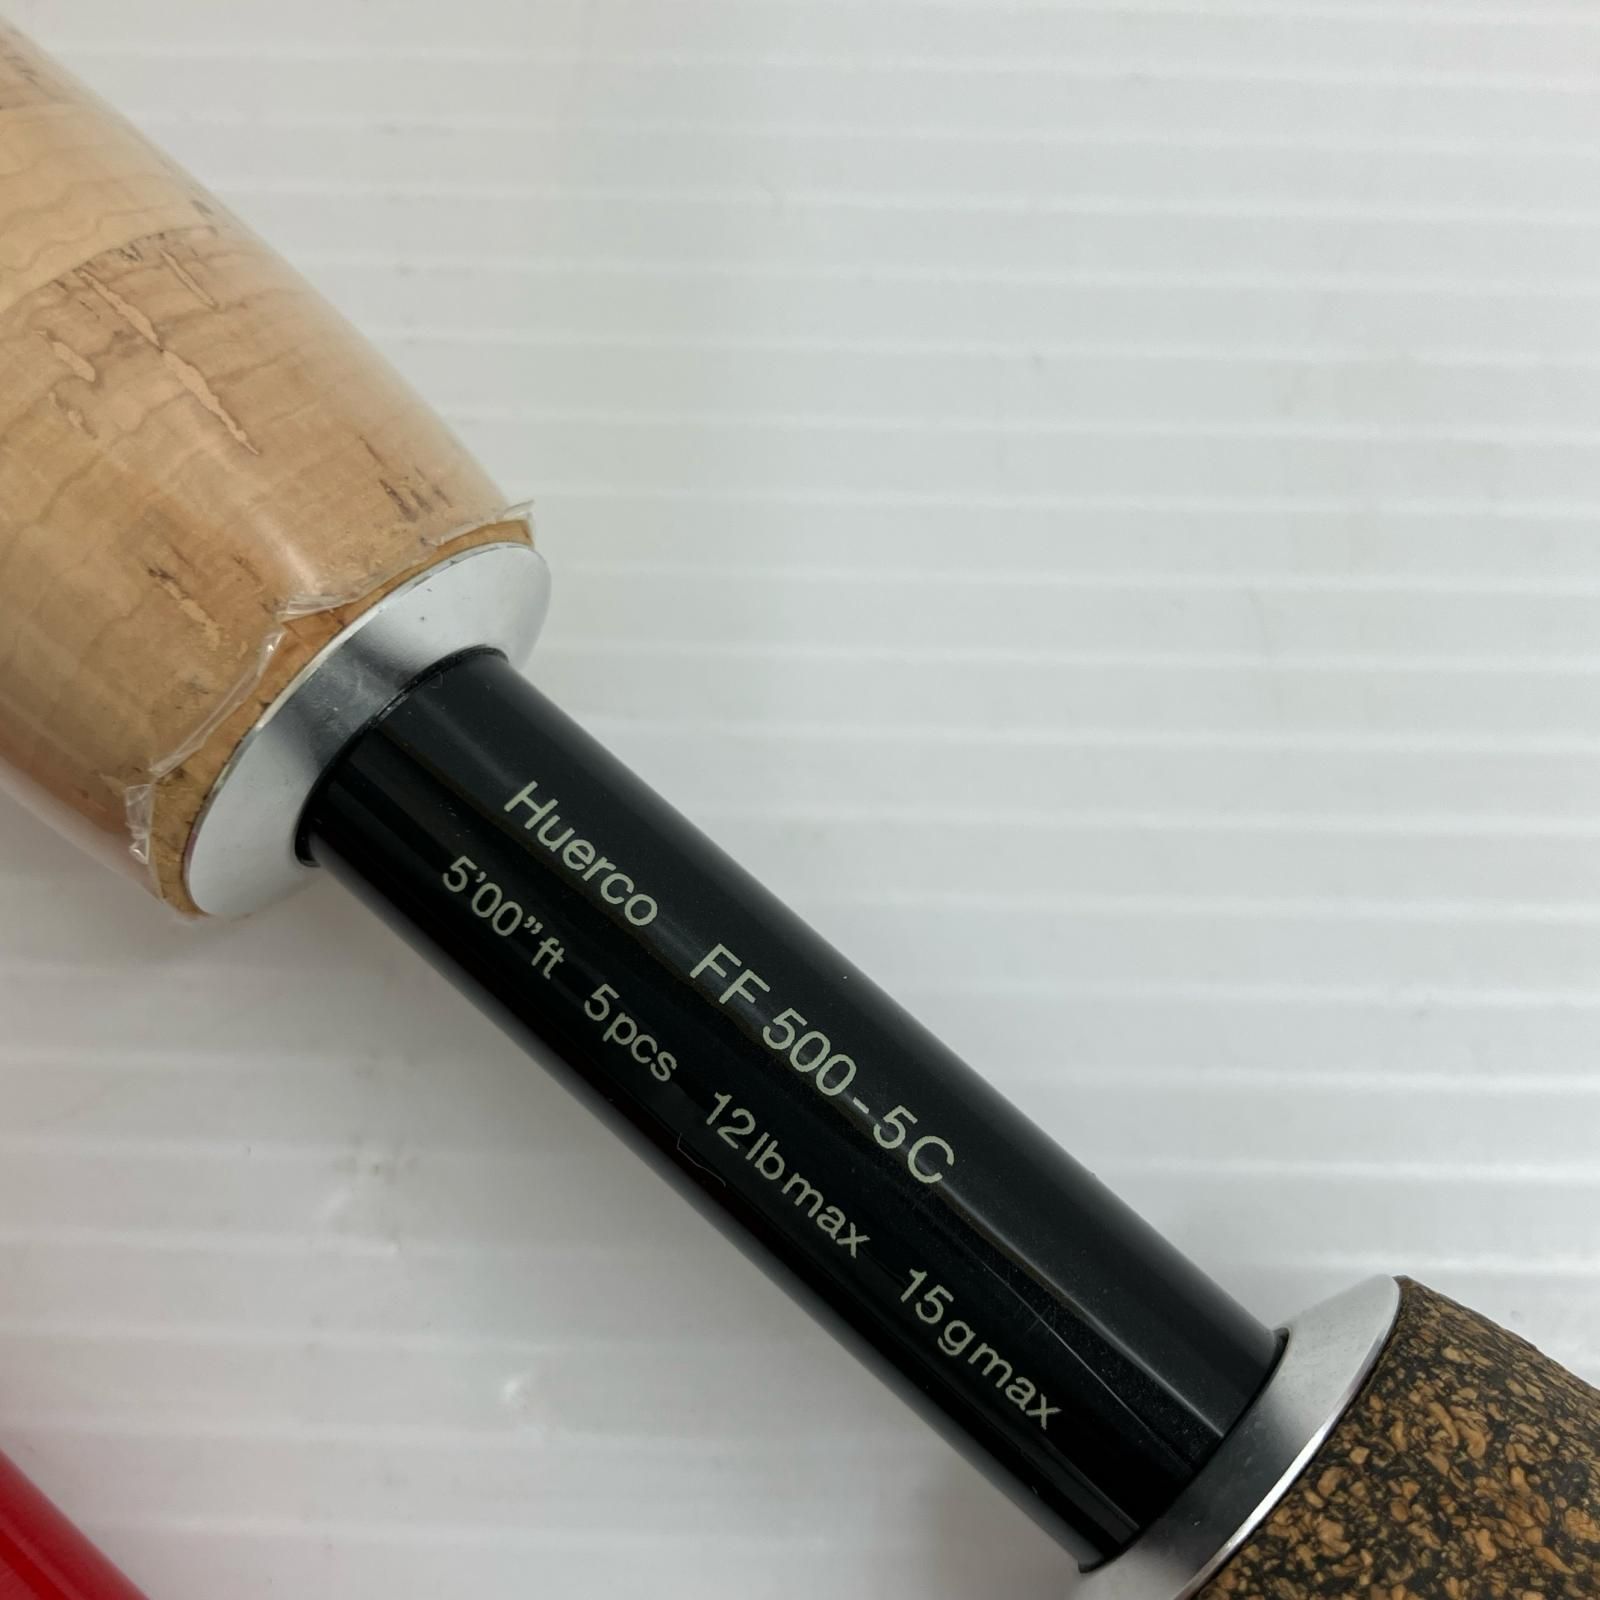 Huerco FF500-5C
5'00”ft 5pcs 12lbmax 15gmax